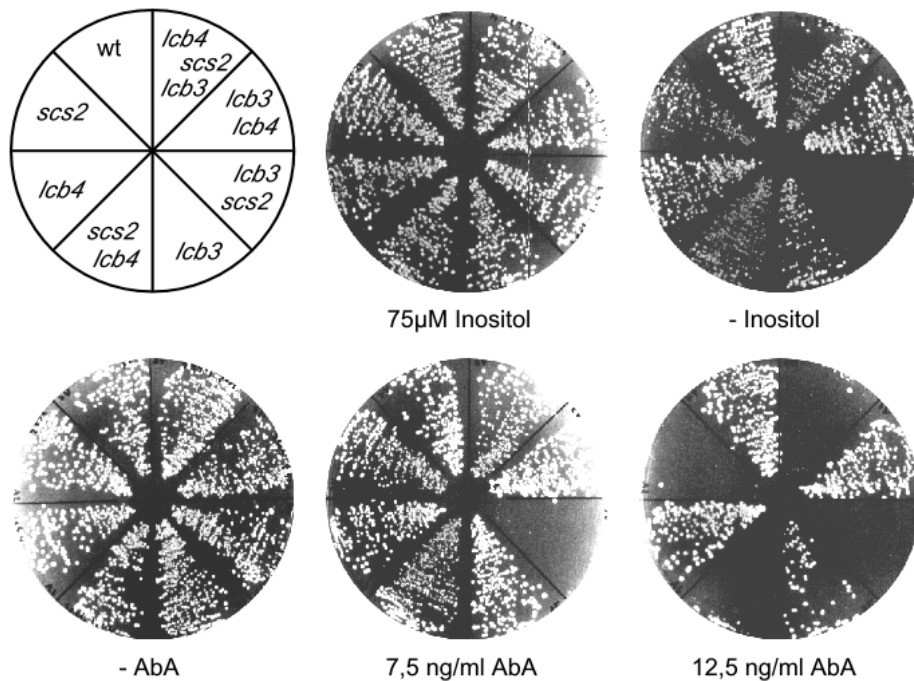 wt
lcb4
scs2
lcb3
lcb3
lcb4
scs2
lcb3
scs2
lcb4
scs2
lcb4
lcb3
75µM Inositol
- Inositol
- AbA
7,5 ng/ml AbA
12,5 ng/ml AbA